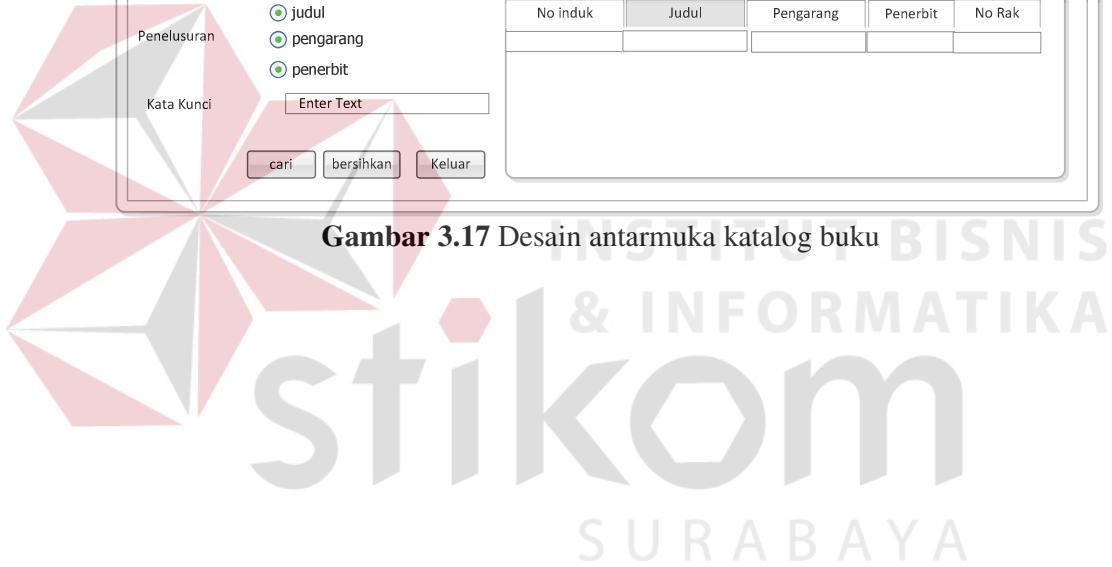 judul
Penelusuran
pengarang
penerbit
Kata Kunci
Enter Text
cari bersihkan Keluar
No induk Judul Pengarang Penerbit No Rak
Gambar 3.17 Desain antarmuka katalog buku
INSTITUT BISNIS
& INFORMATIKA
stikom
SURABAYA